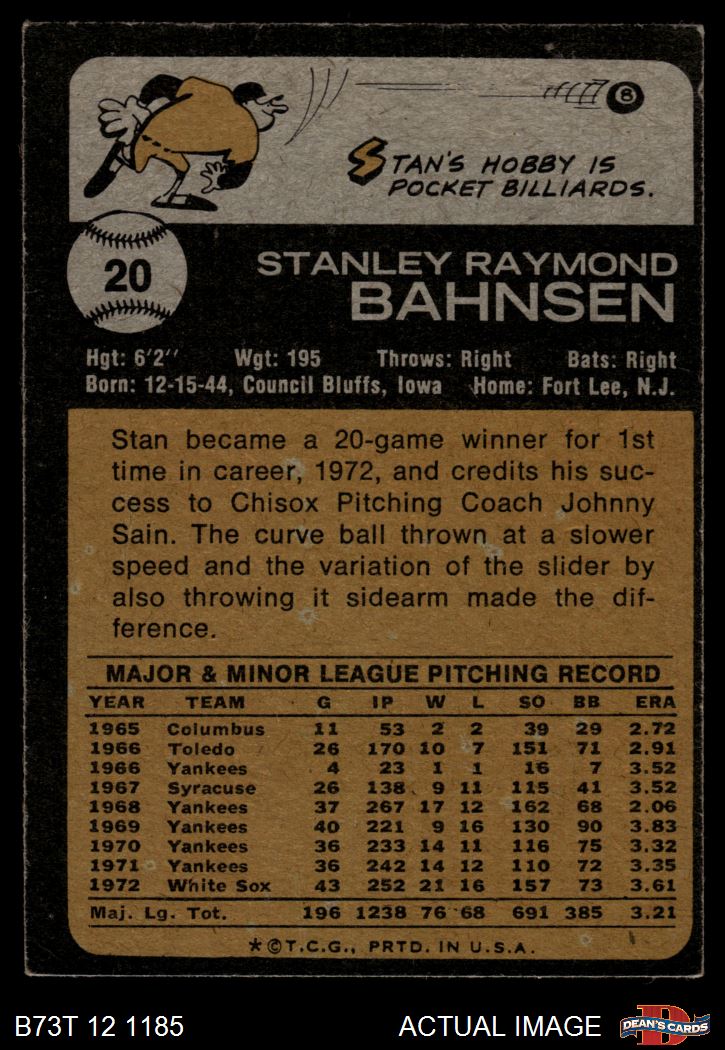 8
STAN'S HOBBY IS
POCKET BILLIARDS.
20
STANLEY RAYMOND
BAHNSEN
Hgt: 6'2" Wgt: 195 Throws: Right Bats: Right
Born: 12-15-44, Council Bluffs, Iowa Home: Fort Lee, N.J.
Stan became a 20-game winner for 1st
time in career, 1972, and credits his suc-
cess to Chisox Pitching Coach Johnny
Sain. The curve ball thrown at a slower
speed and the variation of the slider by
also throwing it sidearm made the dif-
ference.
MAJOR & MINOR LEAGUE PITCHING RECORD
YEAR TEAM G IP W L SO BB ERA
1965 Columbus 11 53 2 2 39 29 2.72
1966 Toledo 26 170 10 7 151 71 2.91
1966 Yankees 4 23 1 1 16 7 3.52
1967 Syracuse 26 138 9 11 115 41 3.52
1968 Yankees 37 267 17 12 162 68 2.06
1969 Yankees 40 221 9 16 130 90 3.83
1970 Yankees 36 233 14 11 116 75 3.32
1971 Yankees 36 242 14 12 110 72 3.35
1972 White Sox 43 252 21 16 157 73 3.61
Maj. Lg. Tot. 196 1238 76 68 691 385 3.21
*©T.C.G., PRTD. IN U.S.A.
B73T 12 1185 ACTUAL IMAGE
D
DEAN'S CARDS